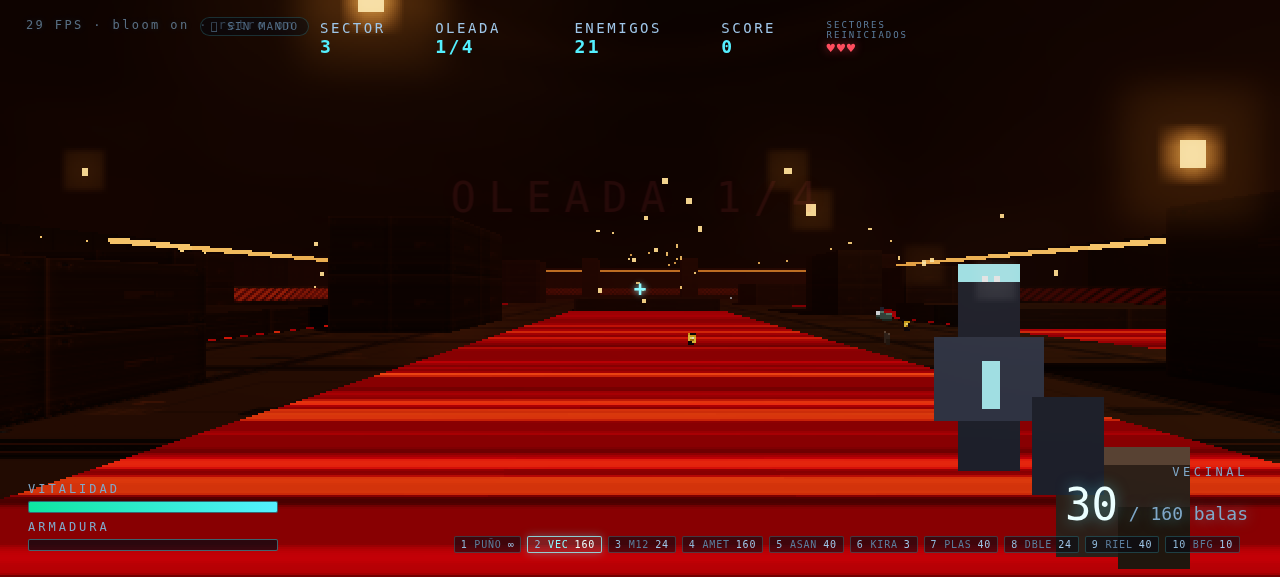 29 FPS · bloom on · retro on
SIN MANDO
SECTOR
3
OLEADA
1/4
ENEMIGOS
21
SCORE
0
SECTORES
REINICIADOS
♥♥♥
OLEADA 1/4
VITALIDAD
ARMADURA
VECINAL
30 / 160 balas
1 PUÑO ∞ 2 VEC 160 3 M12 24 4 AMET 160 5 ASAN 40 6 KIRA 3 7 PLAS 40 8 DBLE 24 9 RIEL 40 10 BFG 10